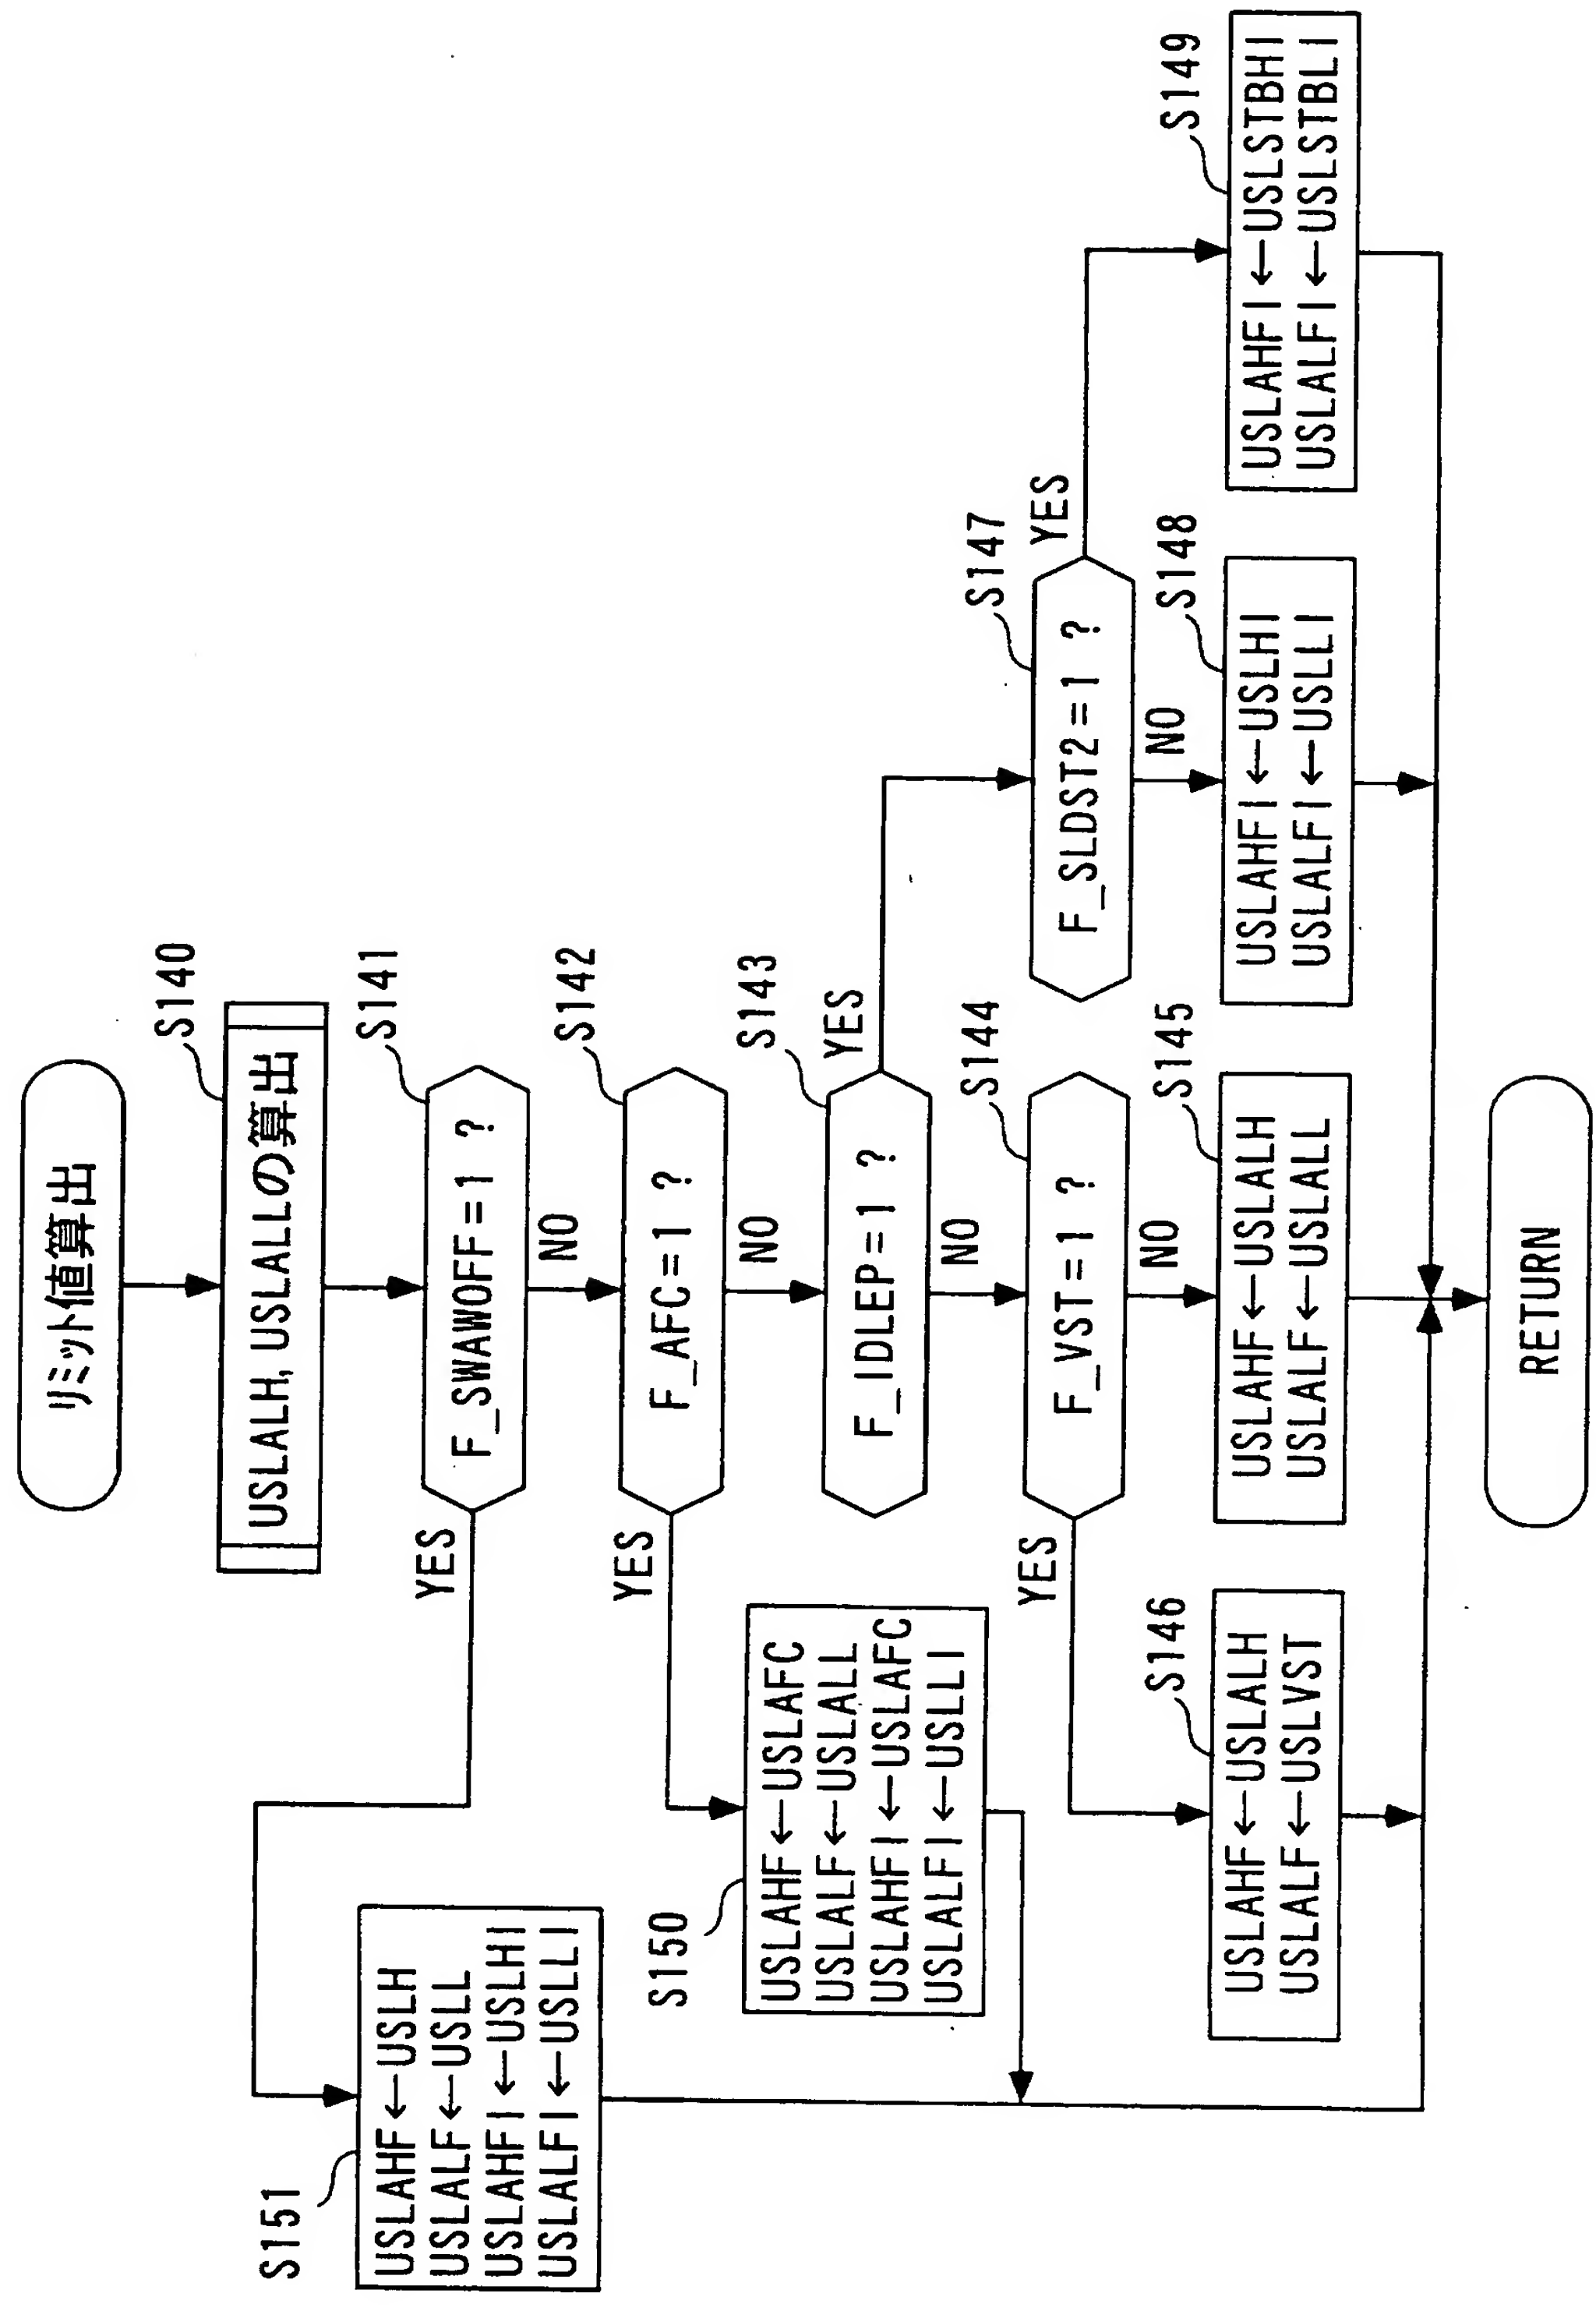 リミット値算出
S140
USLALH, USLALLの算出
S141
F_SWAWOFF=1 ?
YES
NO
S142
F_AFC=1 ?
YES
NO
S143
F_IDLEP=1 ?
YES
NO
S144
F_VST=1 ?
YES
NO
S145
USLAHF←USLALH
USLALF←USLALL
S146
USLAHF←USLALH
USLALF←USLVST
S147
F_SLDST2=1 ?
YES
NO
S148
USLAHFI←USLHI
USLALFI←USLLI
S149
USLAHFI←USLSTBHI
USLALFI←USLSTBLI
S150
USLAHF←USLAFC
USLALF←USLALL
USLAHFI←USLAFC
USLALFI←USLLI
S151
USLAHF←USLH
USLALF←USLL
USLAHFI←USLHI
USLALFI←USLLI
RETURN